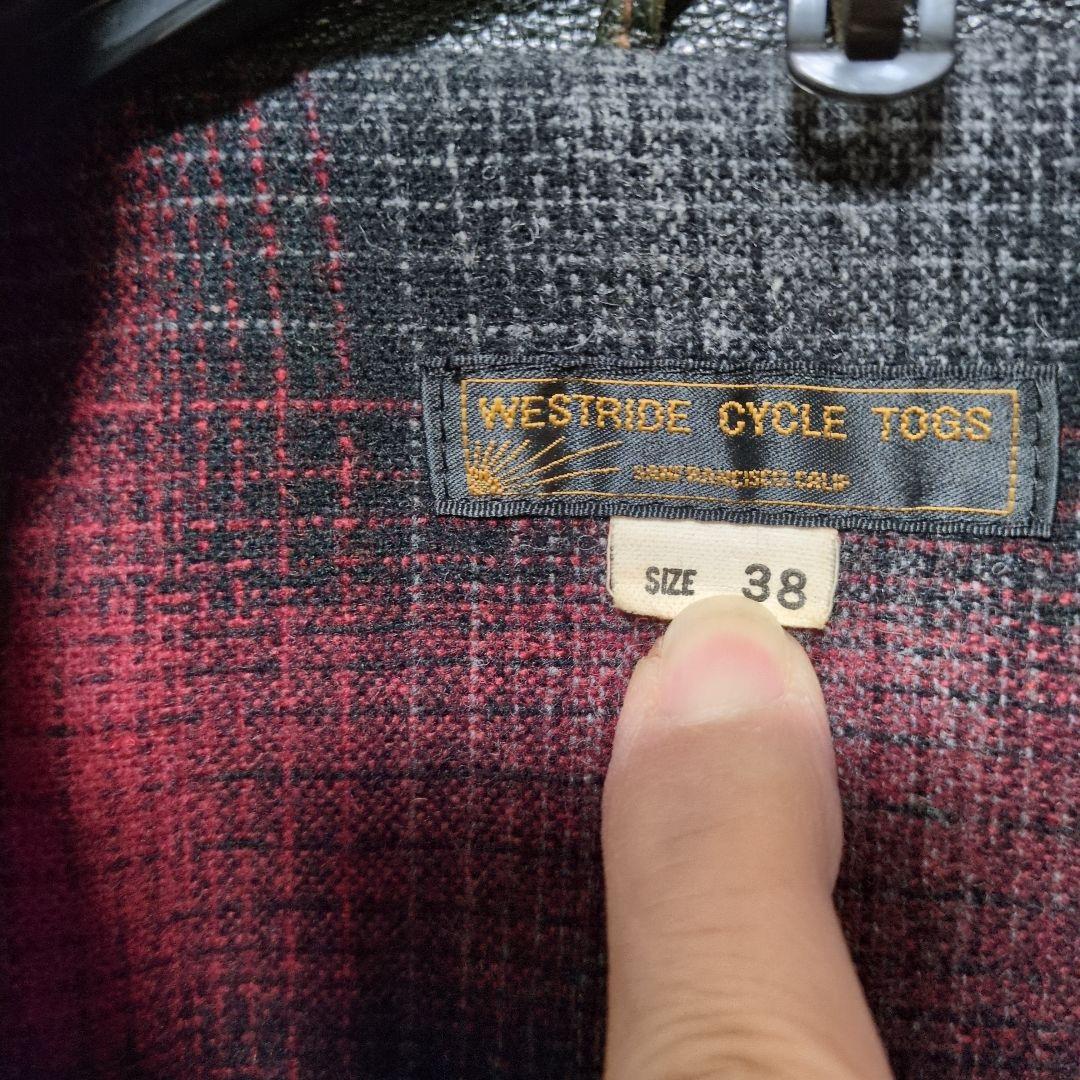 WESTRIDE CYCLE TOGS
SAN FRANCISCO CALIF
SIZE 38